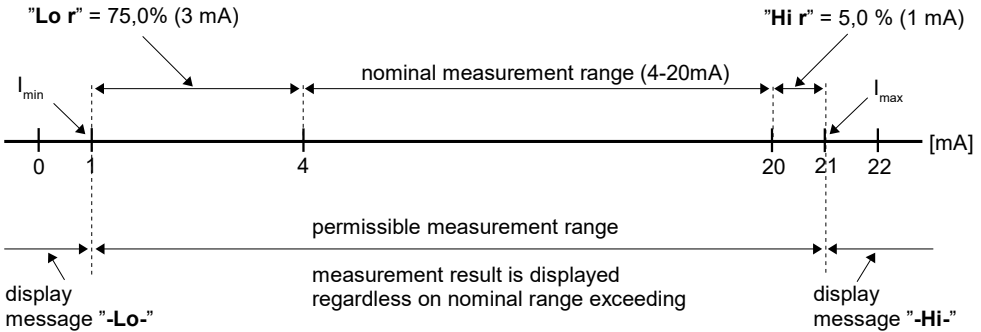 "Lo r" = 75,0% (3 mA)
"Hi r" = 5,0 % (1 mA)
nominal measurement range (4-20mA)
Imin
Imax
[mA]
0 1 4 20 21 22
permissible measurement range
measurement result is displayed
regardless on nominal range exceeding
display
message "-Lo-"
display
message "-Hi-"